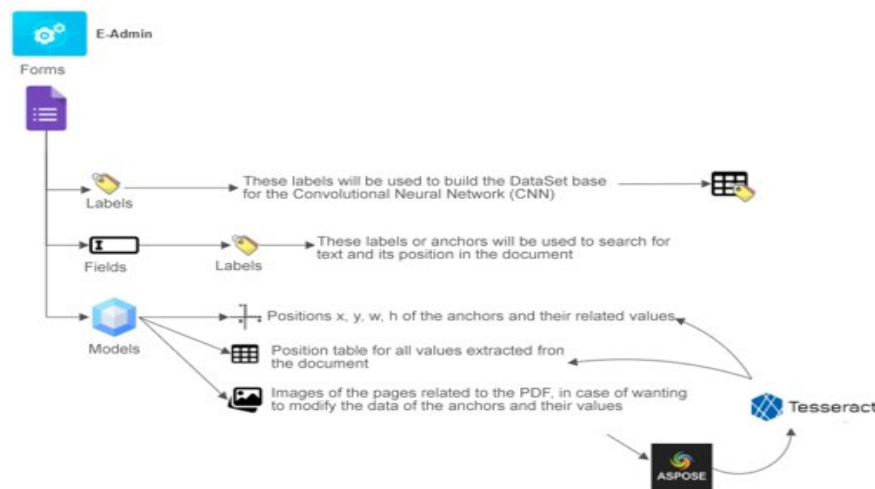 E-Admin
Forms
These labels will be used to build the DataSet base
for the Convolutional Neural Network (CNN)
Labels
These labels or anchors will be used to search for
text and its position in the document
Fields
Labels
Positions x, y, w, h of the anchors and their related values
Models
Position table for all values extracted fron
the document
Images of the pages related to the PDF, in case of wanting
to modify the data of the anchors and their values
Tesseract
ASPOSE